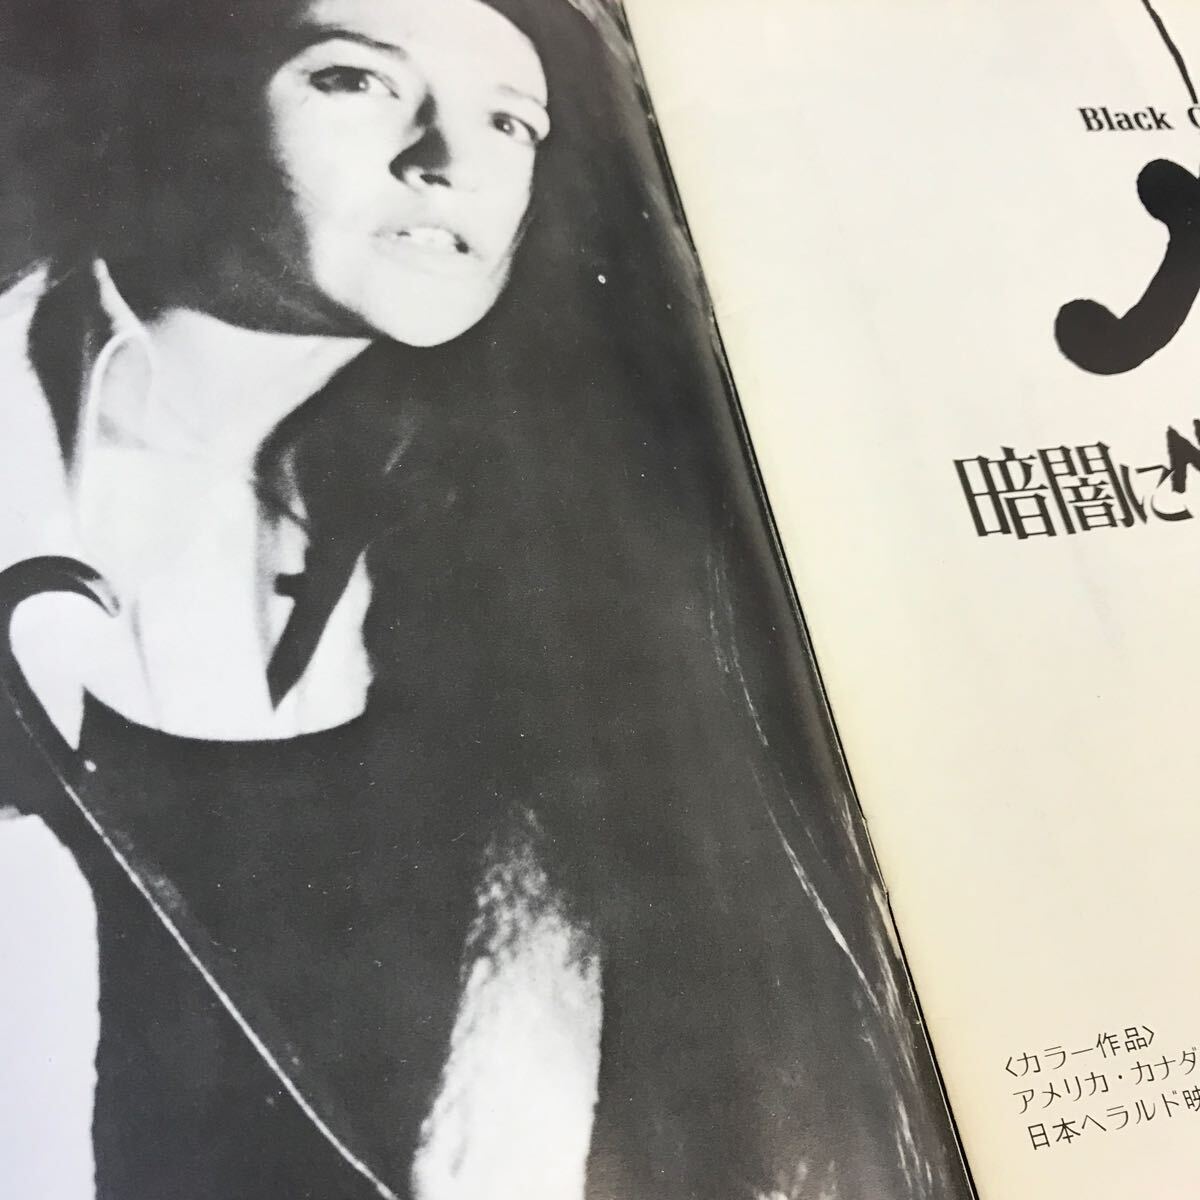 Black
暗闇に
〈カラー作品〉
アメリカ・カナダ
日本ヘラルド映